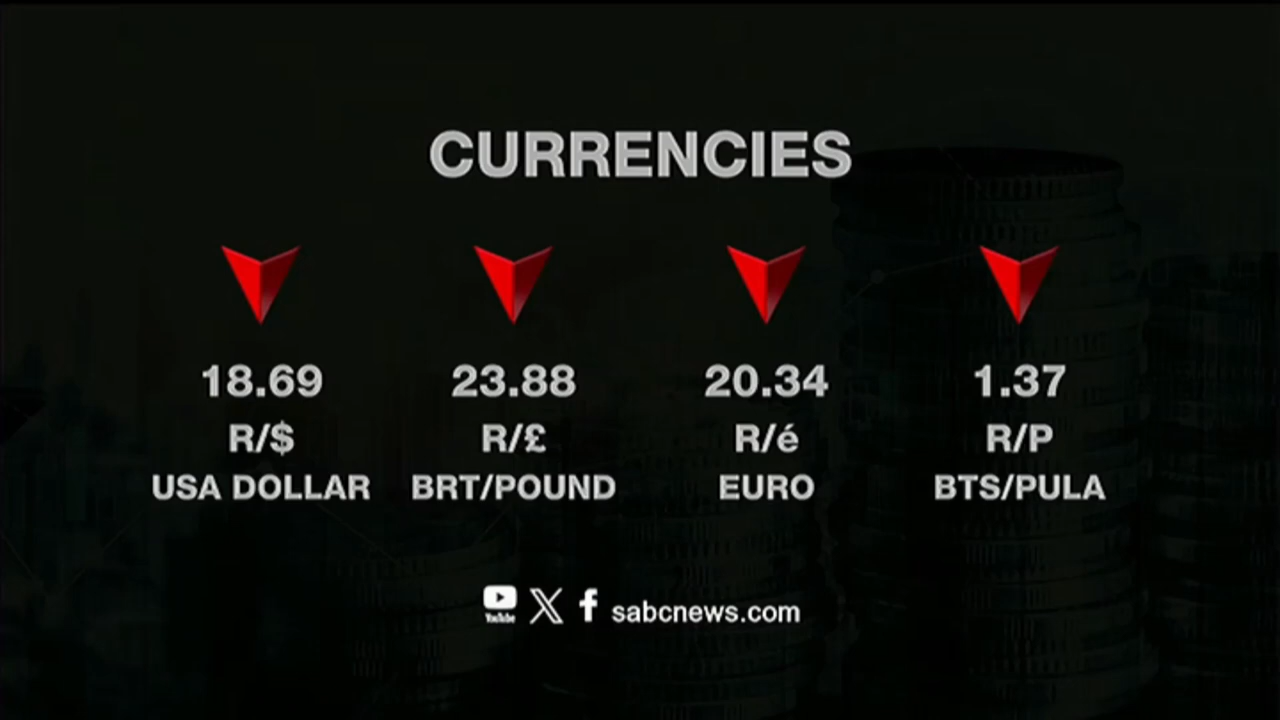 CURRENCIES
18.69 23.88 20.34 1.37
R/$ R/£ R/é R/P
USA DOLLAR BRT/POUND EURO BTS/PULA
YouTube X f sabcnews.com